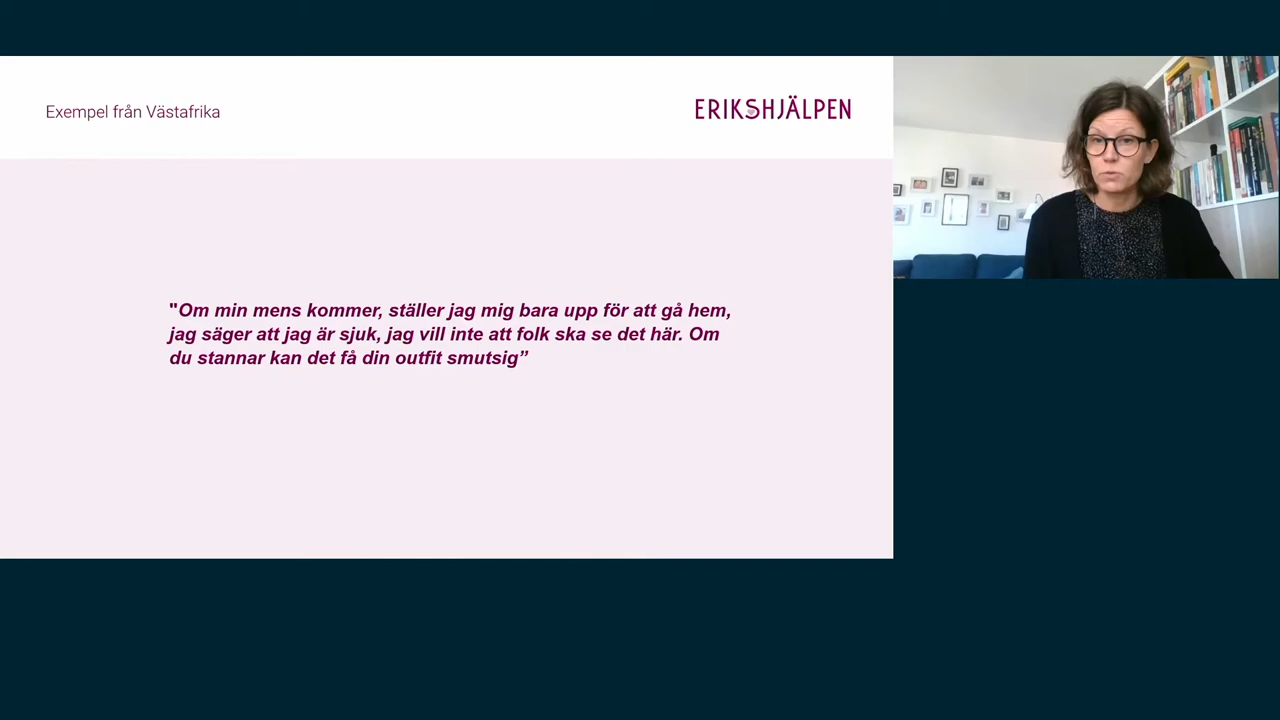 Exempel från Västafrika
ERIKSHJÄLPEN
"Om min mens kommer, ställer jag mig bara upp för att gå hem,
jag säger att jag är sjuk, jag vill inte att folk ska se det här. Om
du stannar kan det få din outfit smutsig”